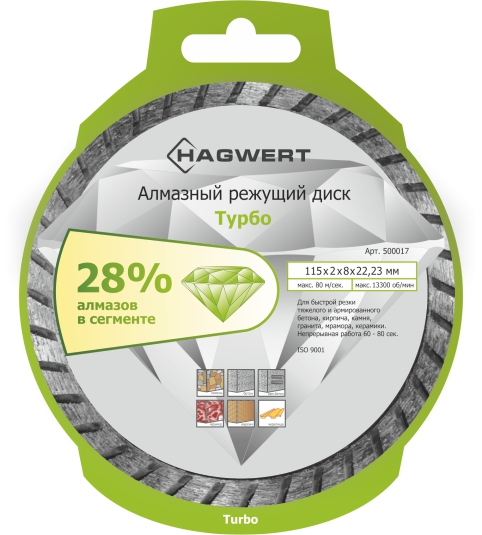 HAGWERT
Алмазный режущий диск
Турбо
Арт. 500017
28%
алмазов
в сегменте
115x2x8x22,23 мм
макс. 80 м/сек. макс. 13300 об/мин
Для быстрой резки
тяжелого и армированного
бетона, кирпича, камня,
гранита, мрамора, керамики.
Непрерывная работа 60 - 80 сек.
ISO 9001
Turbo